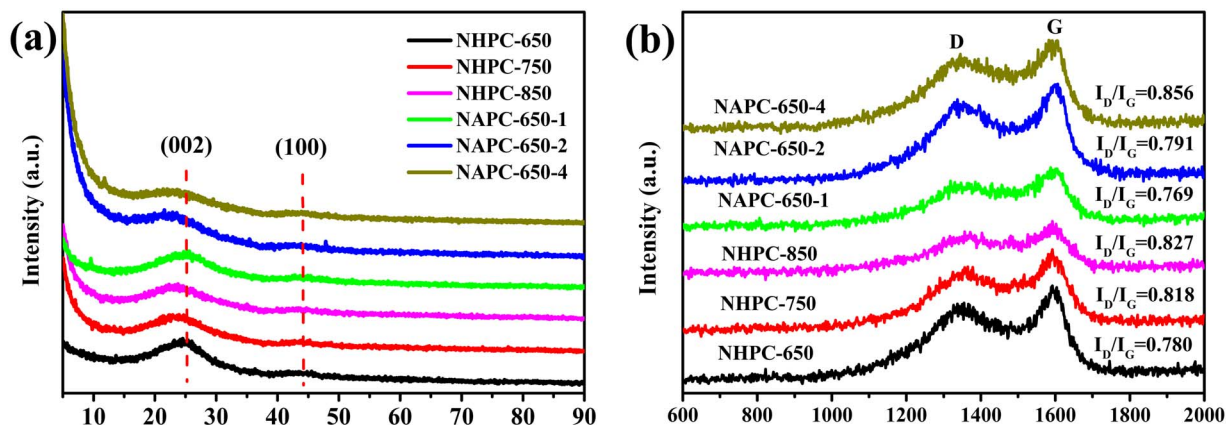 (a)
NHPC-650
NHPC-750
NHPC-850
NAPC-650-1
NAPC-650-2
NAPC-650-4
(002)
(100)
Intensity (a.u.)
10 20 30 40 50 60 70 80 90
(b)
D
G
NAPC-650-4
I_D/I_G=0.856
NAPC-650-2
I_D/I_G=0.791
NAPC-650-1
I_D/I_G=0.769
NHPC-850
I_D/I_G=0.827
NHPC-750
I_D/I_G=0.818
NHPC-650
I_D/I_G=0.780
Intensity (a.u.)
600 800 1000 1200 1400 1600 1800 2000